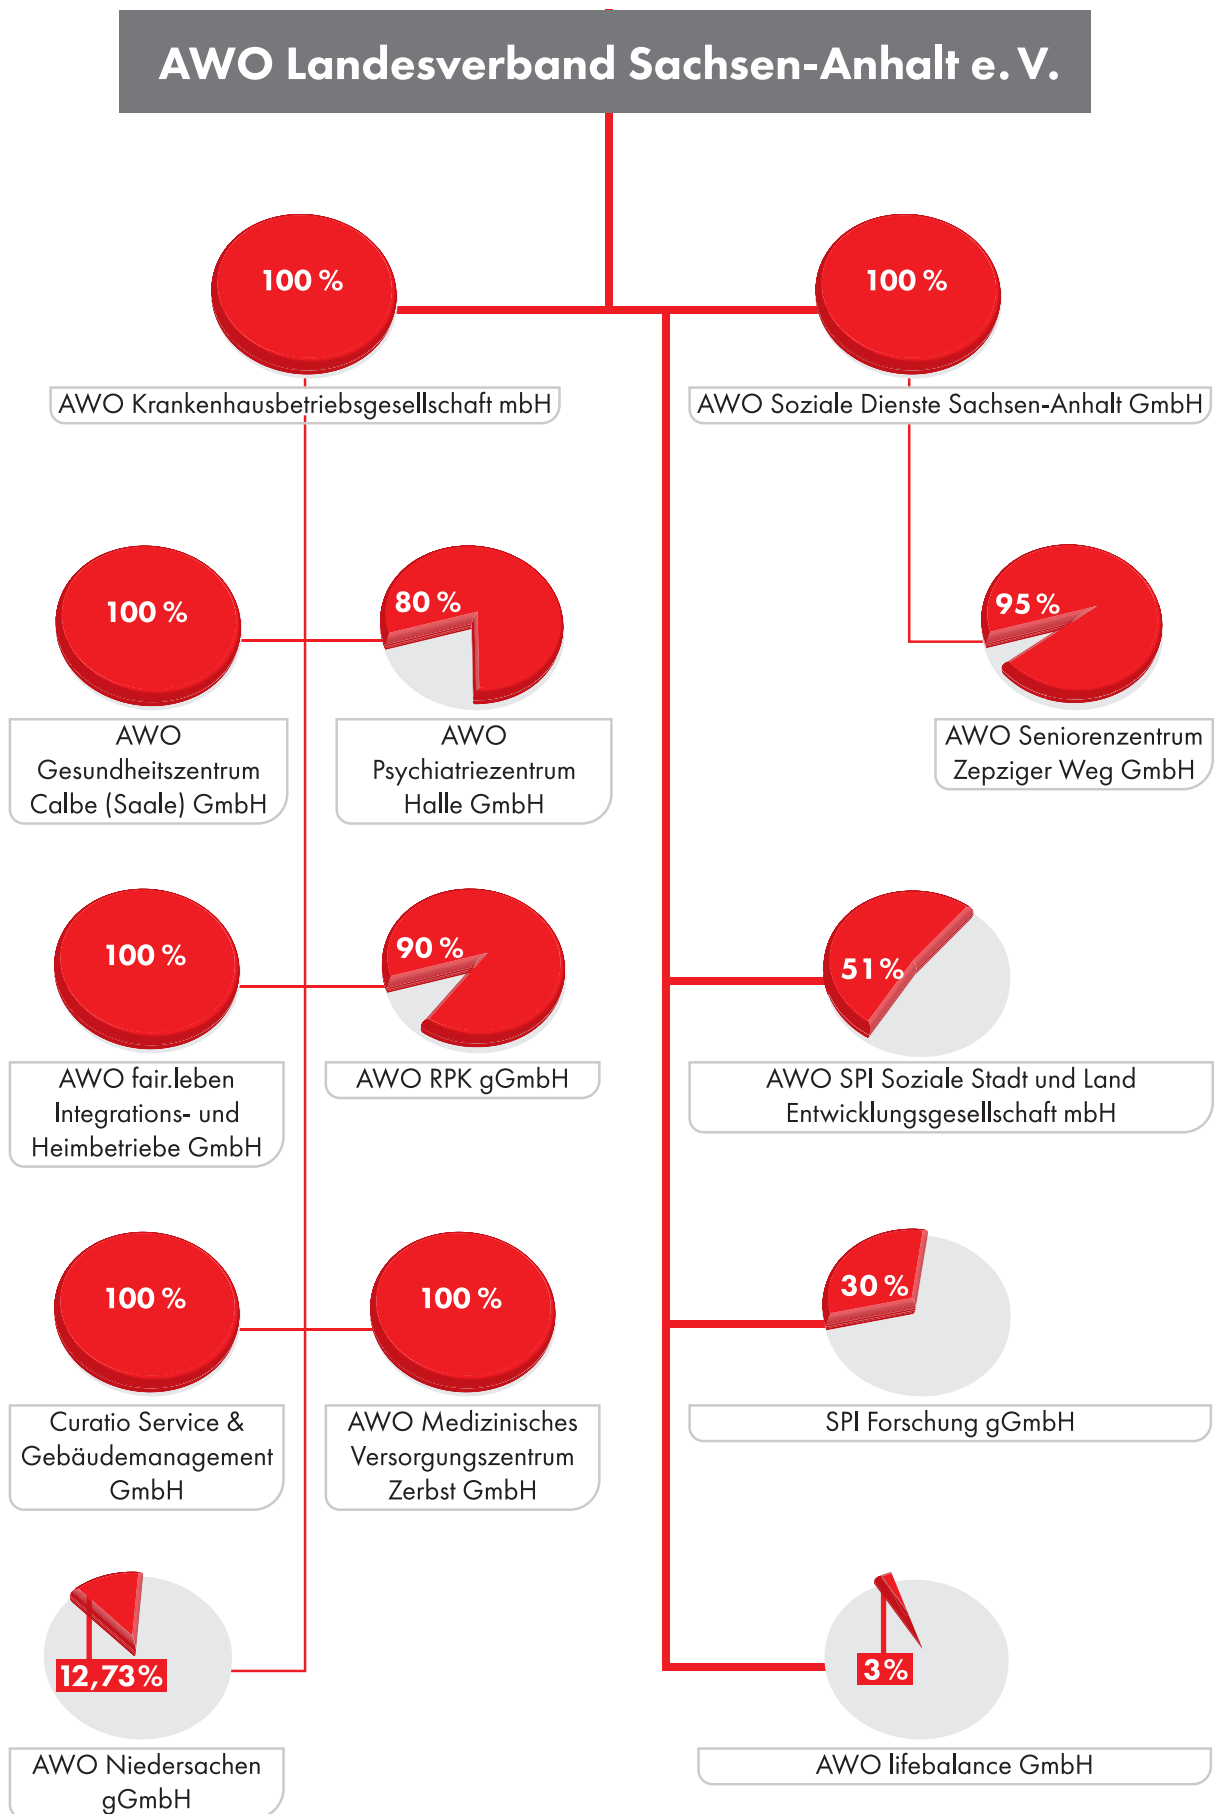 AWO Landesverband Sachsen-Anhalt e. V.
100 %
100 %
AWO Krankenhausbetriebsgesellschaft mbH
AWO Soziale Dienste Sachsen-Anhalt GmbH
100 %
80 %
95 %
AWO
Gesundheitszentrum
Calbe (Saale) GmbH
AWO
Psychiatriezentrum
Halle GmbH
AWO Seniorenzentrum
Zepziger Weg GmbH
100 %
90 %
51%
AWO fair.leben
Integrations- und
Heimbetriebe GmbH
AWO RPK gGmbH
AWO SPI Soziale Stadt und Land
Entwicklungsgesellschaft mbH
100 %
100 %
30 %
Curatio Service &
Gebäudemanagement
GmbH
AWO Medizinisches
Versorgungszentrum
Zerbst GmbH
SPI Forschung gGmbH
12,73%
3%
AWO Niedersachen
gGmbH
AWO lifebalance GmbH